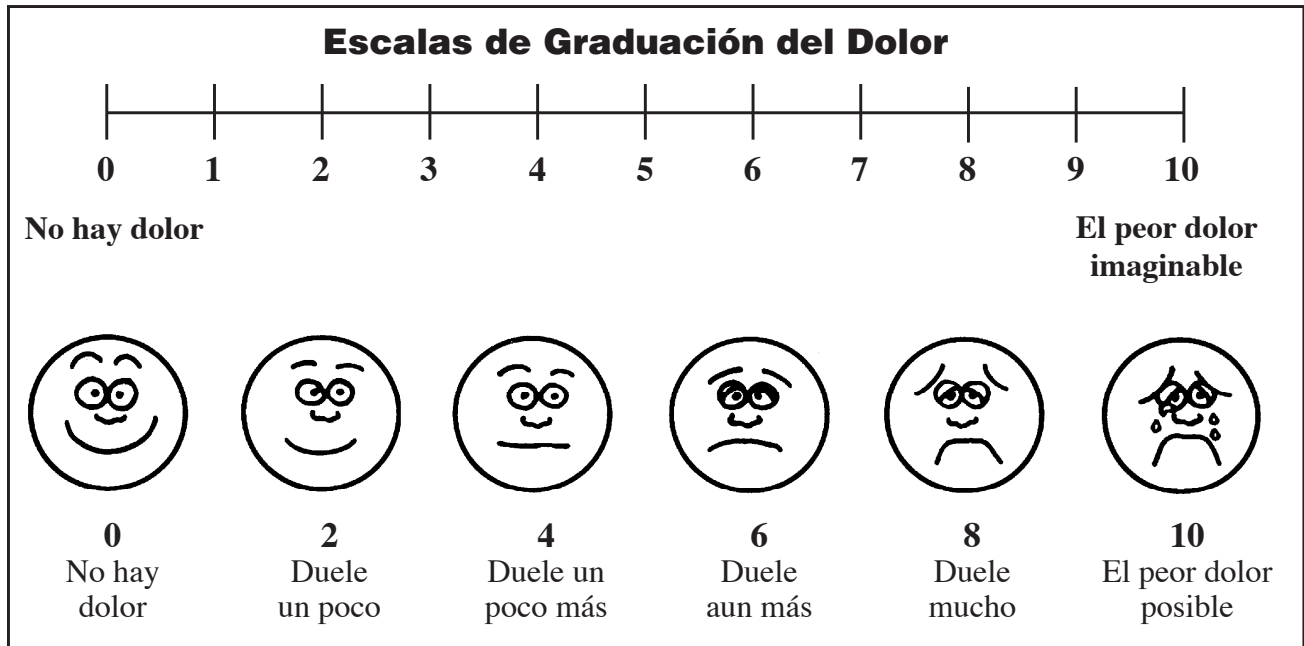 Escalas de Graduación del Dolor
0 1 2 3 4 5 6 7 8 9 10
No hay dolor
El peor dolor
imaginable
0 2 4 6 8 10
No hay Duele Duele un Duele Duele El peor dolor
dolor un poco poco más aun más mucho posible